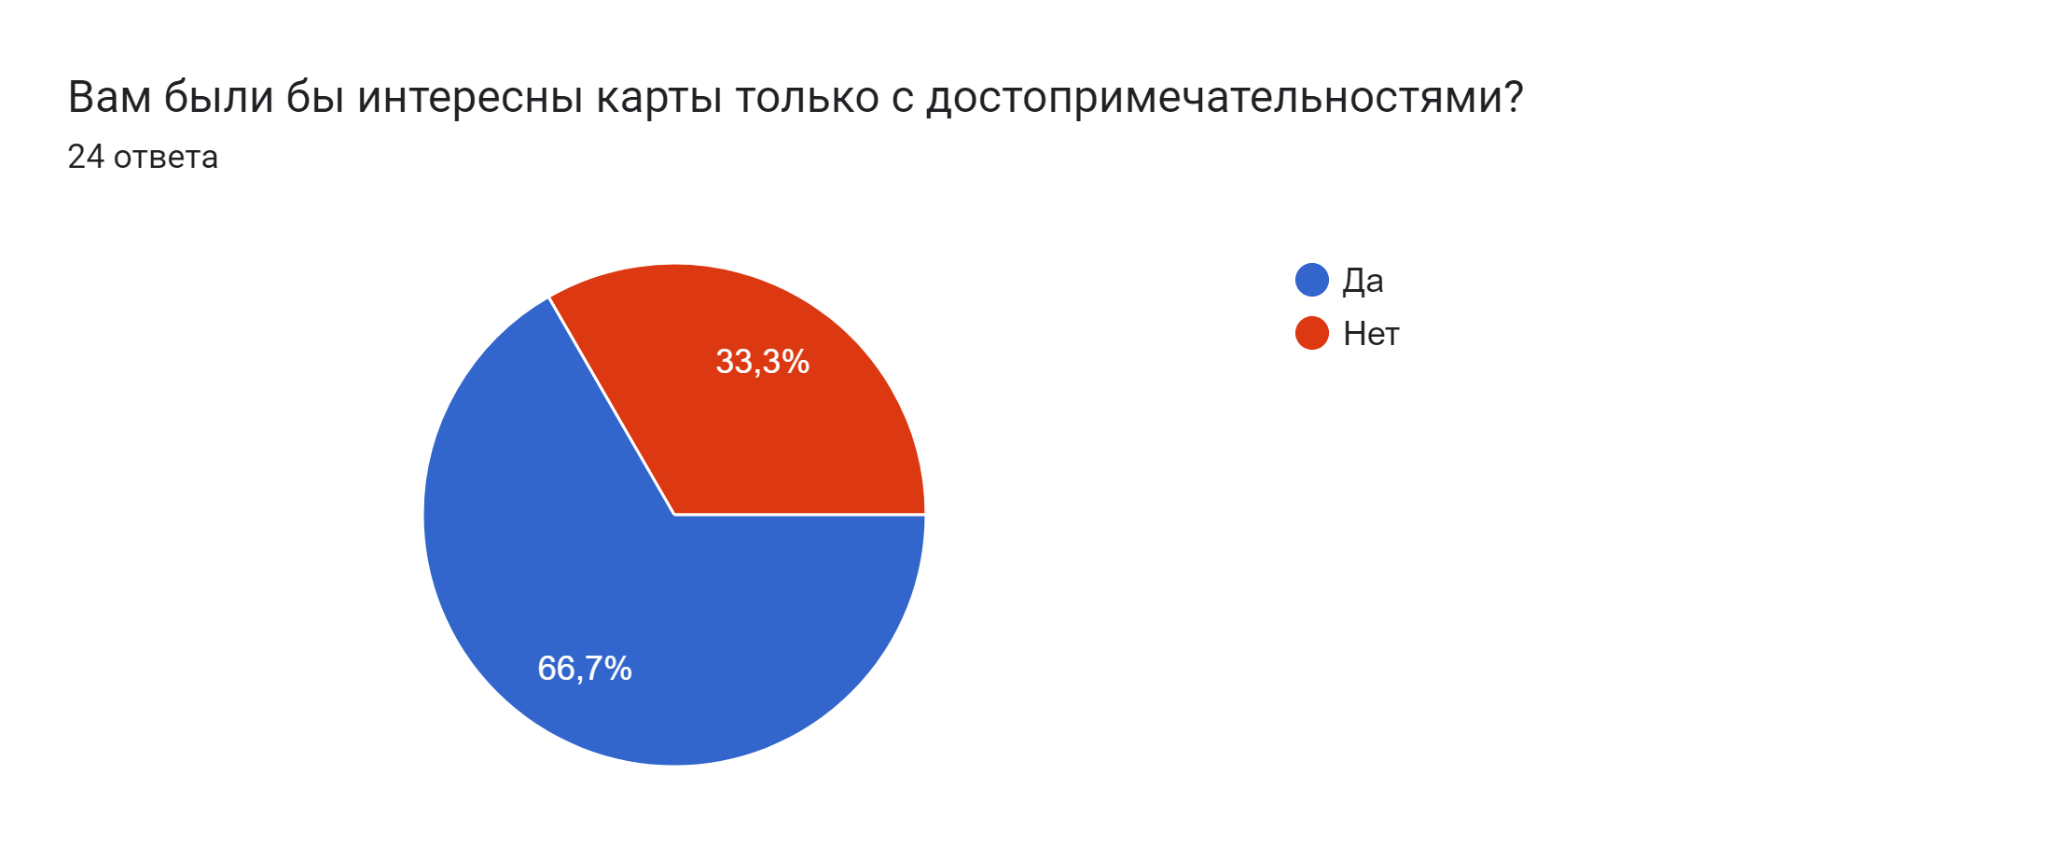 Вам были бы интересны карты только с достопримечательностями?
24 ответа
Да
Нет
33,3%
66,7%